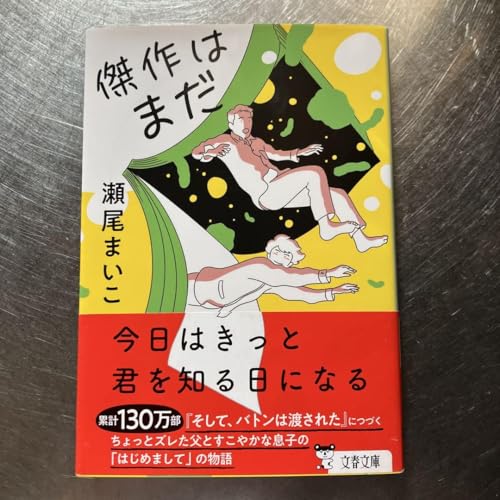 傑作は
まだ
瀬尾まいこ
今日はきっと
君を知る日になる
累計130万部『そして、バトンは渡された』につづく
ちょっとズレた父とすこやかな息子の
「はじめまして」の物語
文春文庫